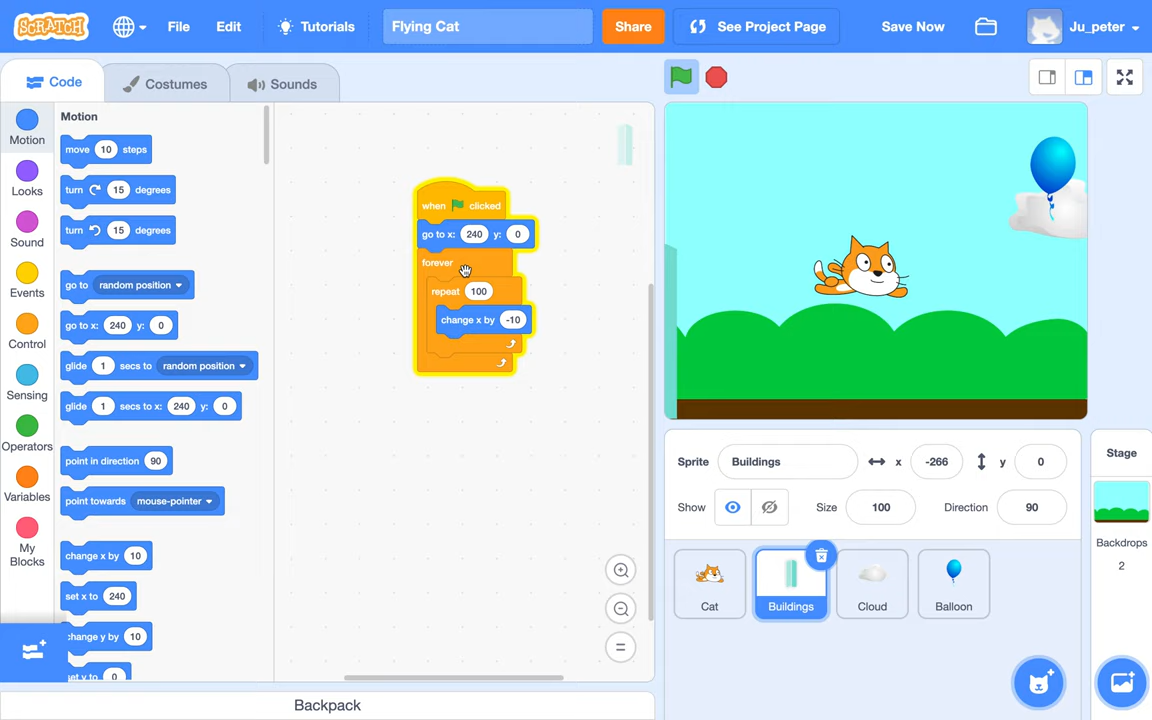 SCRATCH File Edit Tutorials Flying Cat Share See Project Page Save Now Ju_peter
Code Costumes Sounds
Motion
Looks
Sound
Events
Control
Sensing
Operators
Variables
My
Blocks
Motion
move 10 steps
turn 15 degrees
turn 15 degrees
go to random position
go to x: 240 y: 0
glide 1 secs to random position
glide 1 secs to x: 240 y: 0
point in direction 90
point towards mouse-pointer
change x by 10
set x to 240
change y by 10
set y to 0
when clicked
go to x: 240 y: 0
forever
repeat 100
change x by -10
Backpack
Sprite Buildings x -266 y 0
Show Size 100 Direction 90
Cat Buildings Cloud Balloon
Stage
Backdrops
2